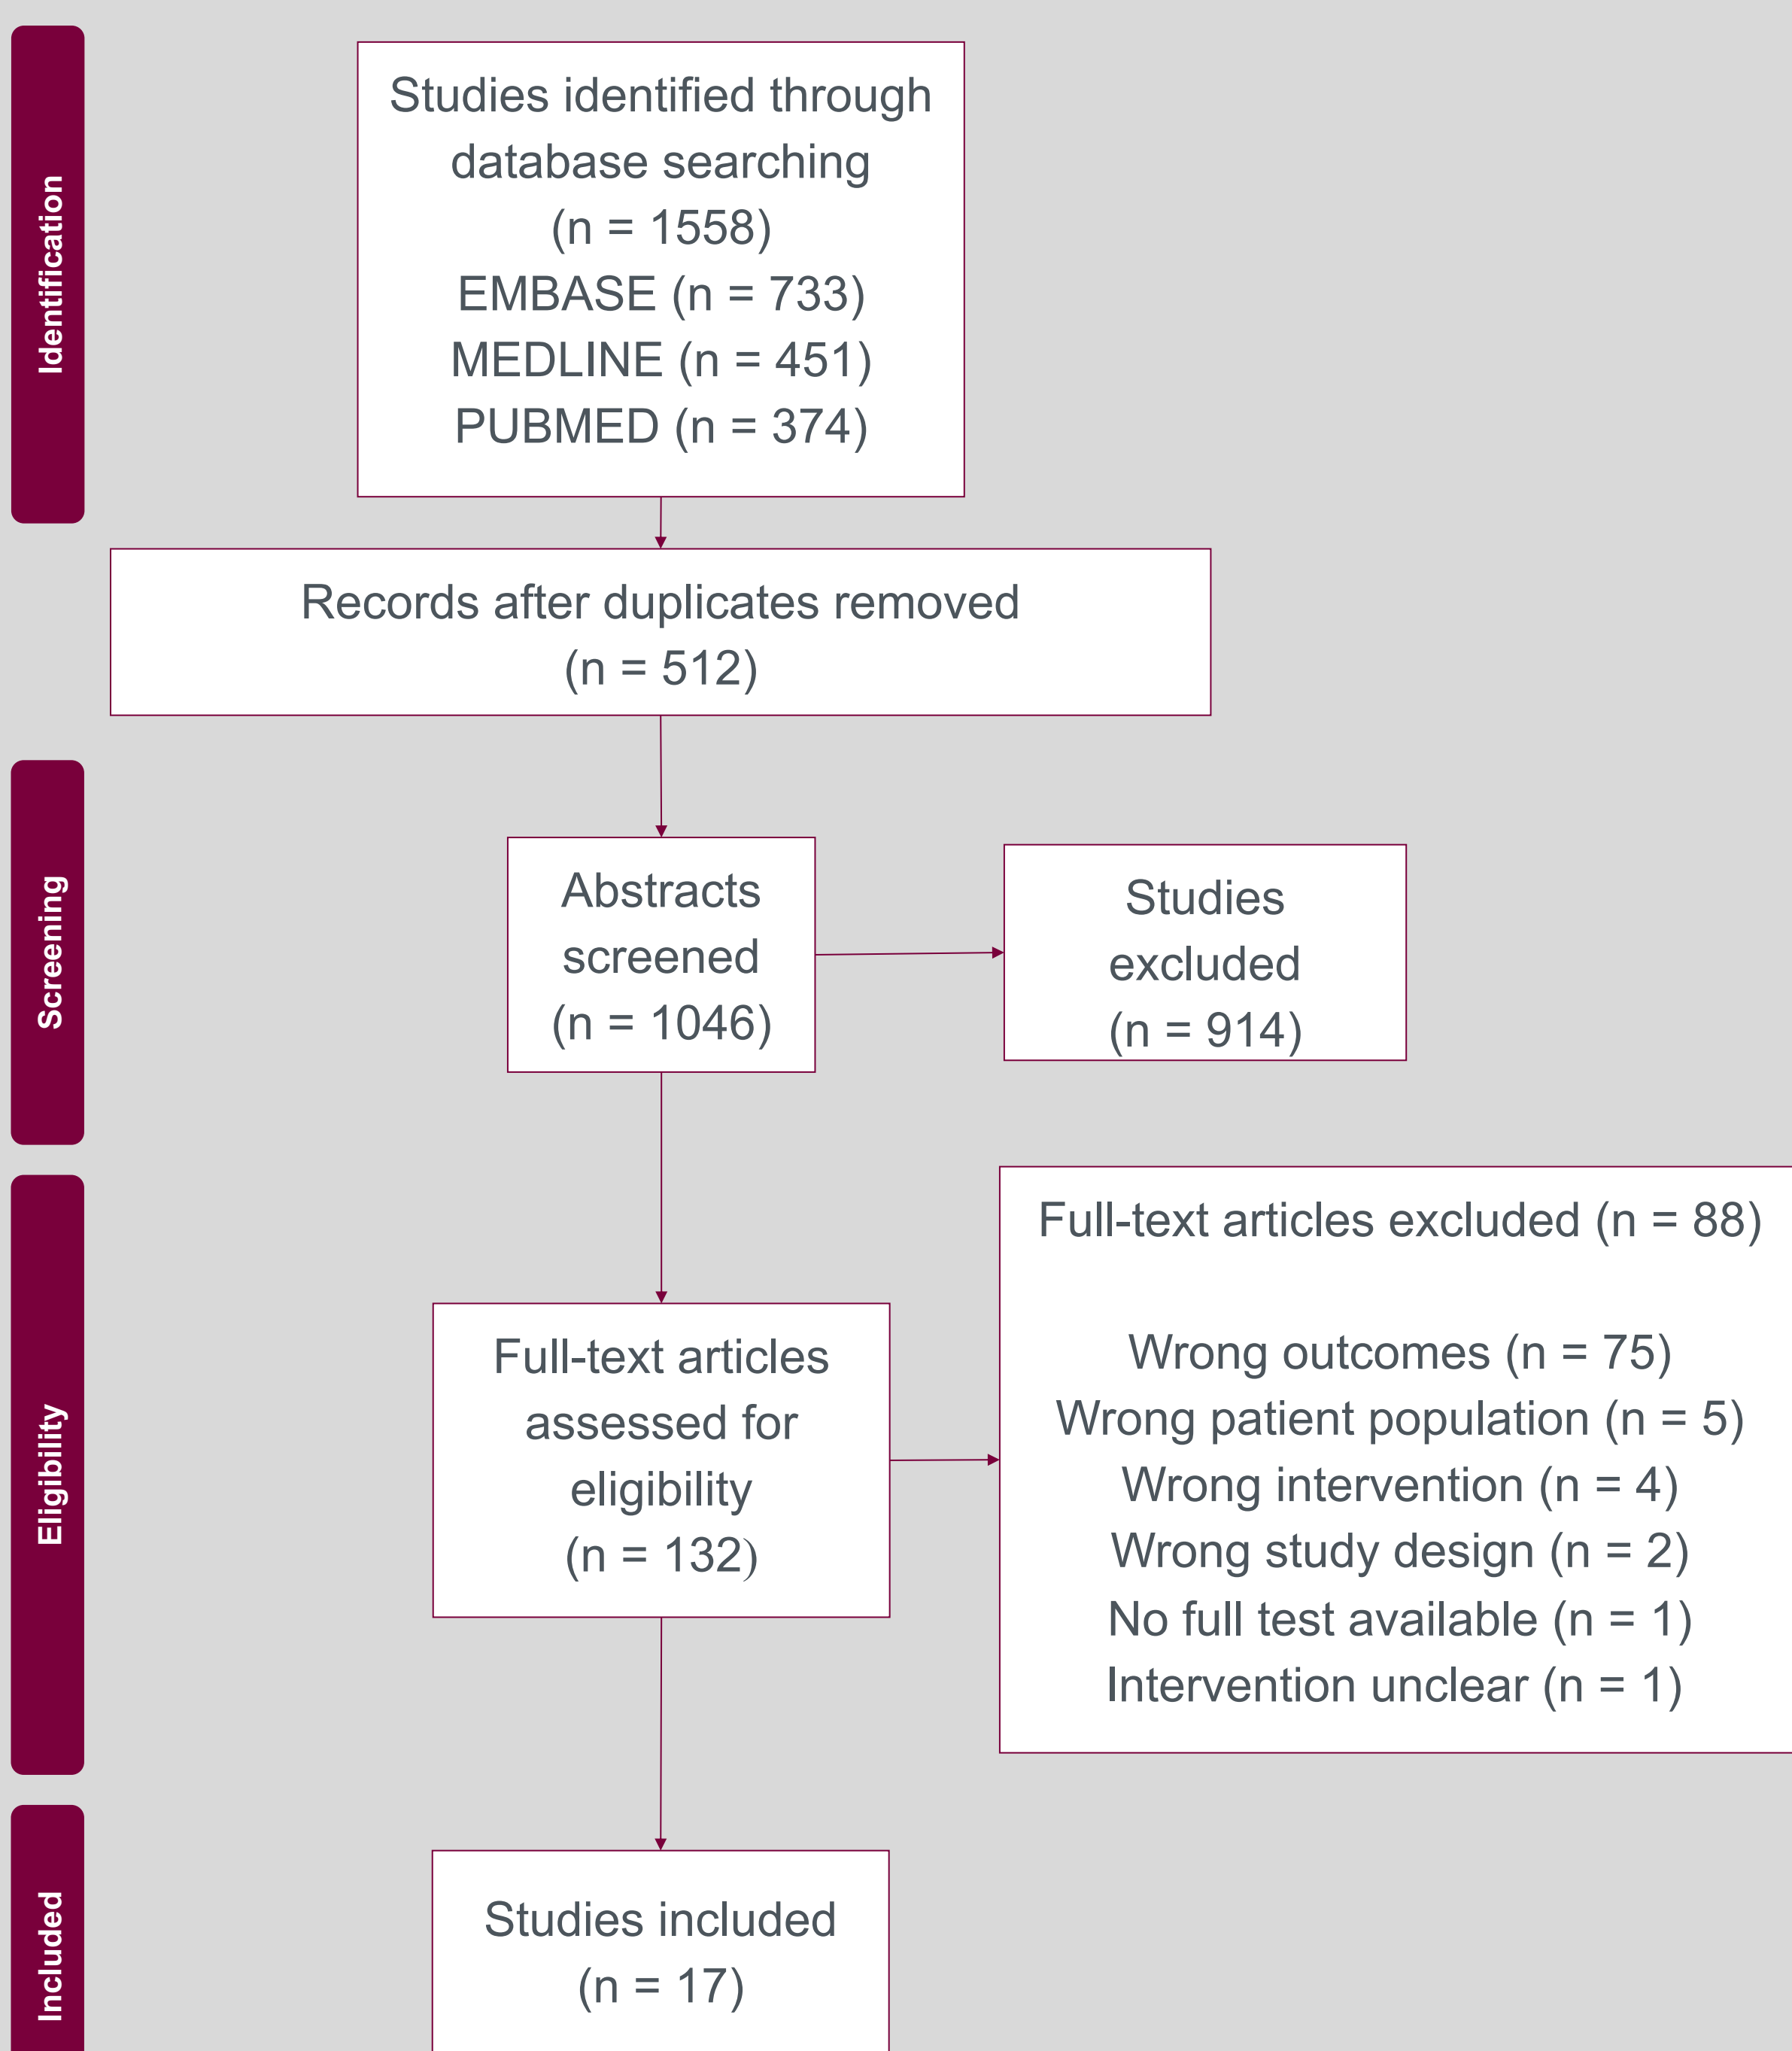 Identification
Studies identified through
database searching
(n = 1558)
EMBASE (n = 733)
MEDLINE (n = 451)
PUBMED (n = 374)
Records after duplicates removed
(n = 512)
Screening
Abstracts
screened
(n = 1046)
Studies
excluded
(n = 914)
Eligibility
Full-text articles
assessed for
eligibility
(n = 132)
Full-text articles excluded (n = 88)
Wrong outcomes (n = 75)
Wrong patient population (n = 5)
Wrong intervention (n = 4)
Wrong study design (n = 2)
No full test available (n = 1)
Intervention unclear (n = 1)
Included
Studies included
(n = 17)